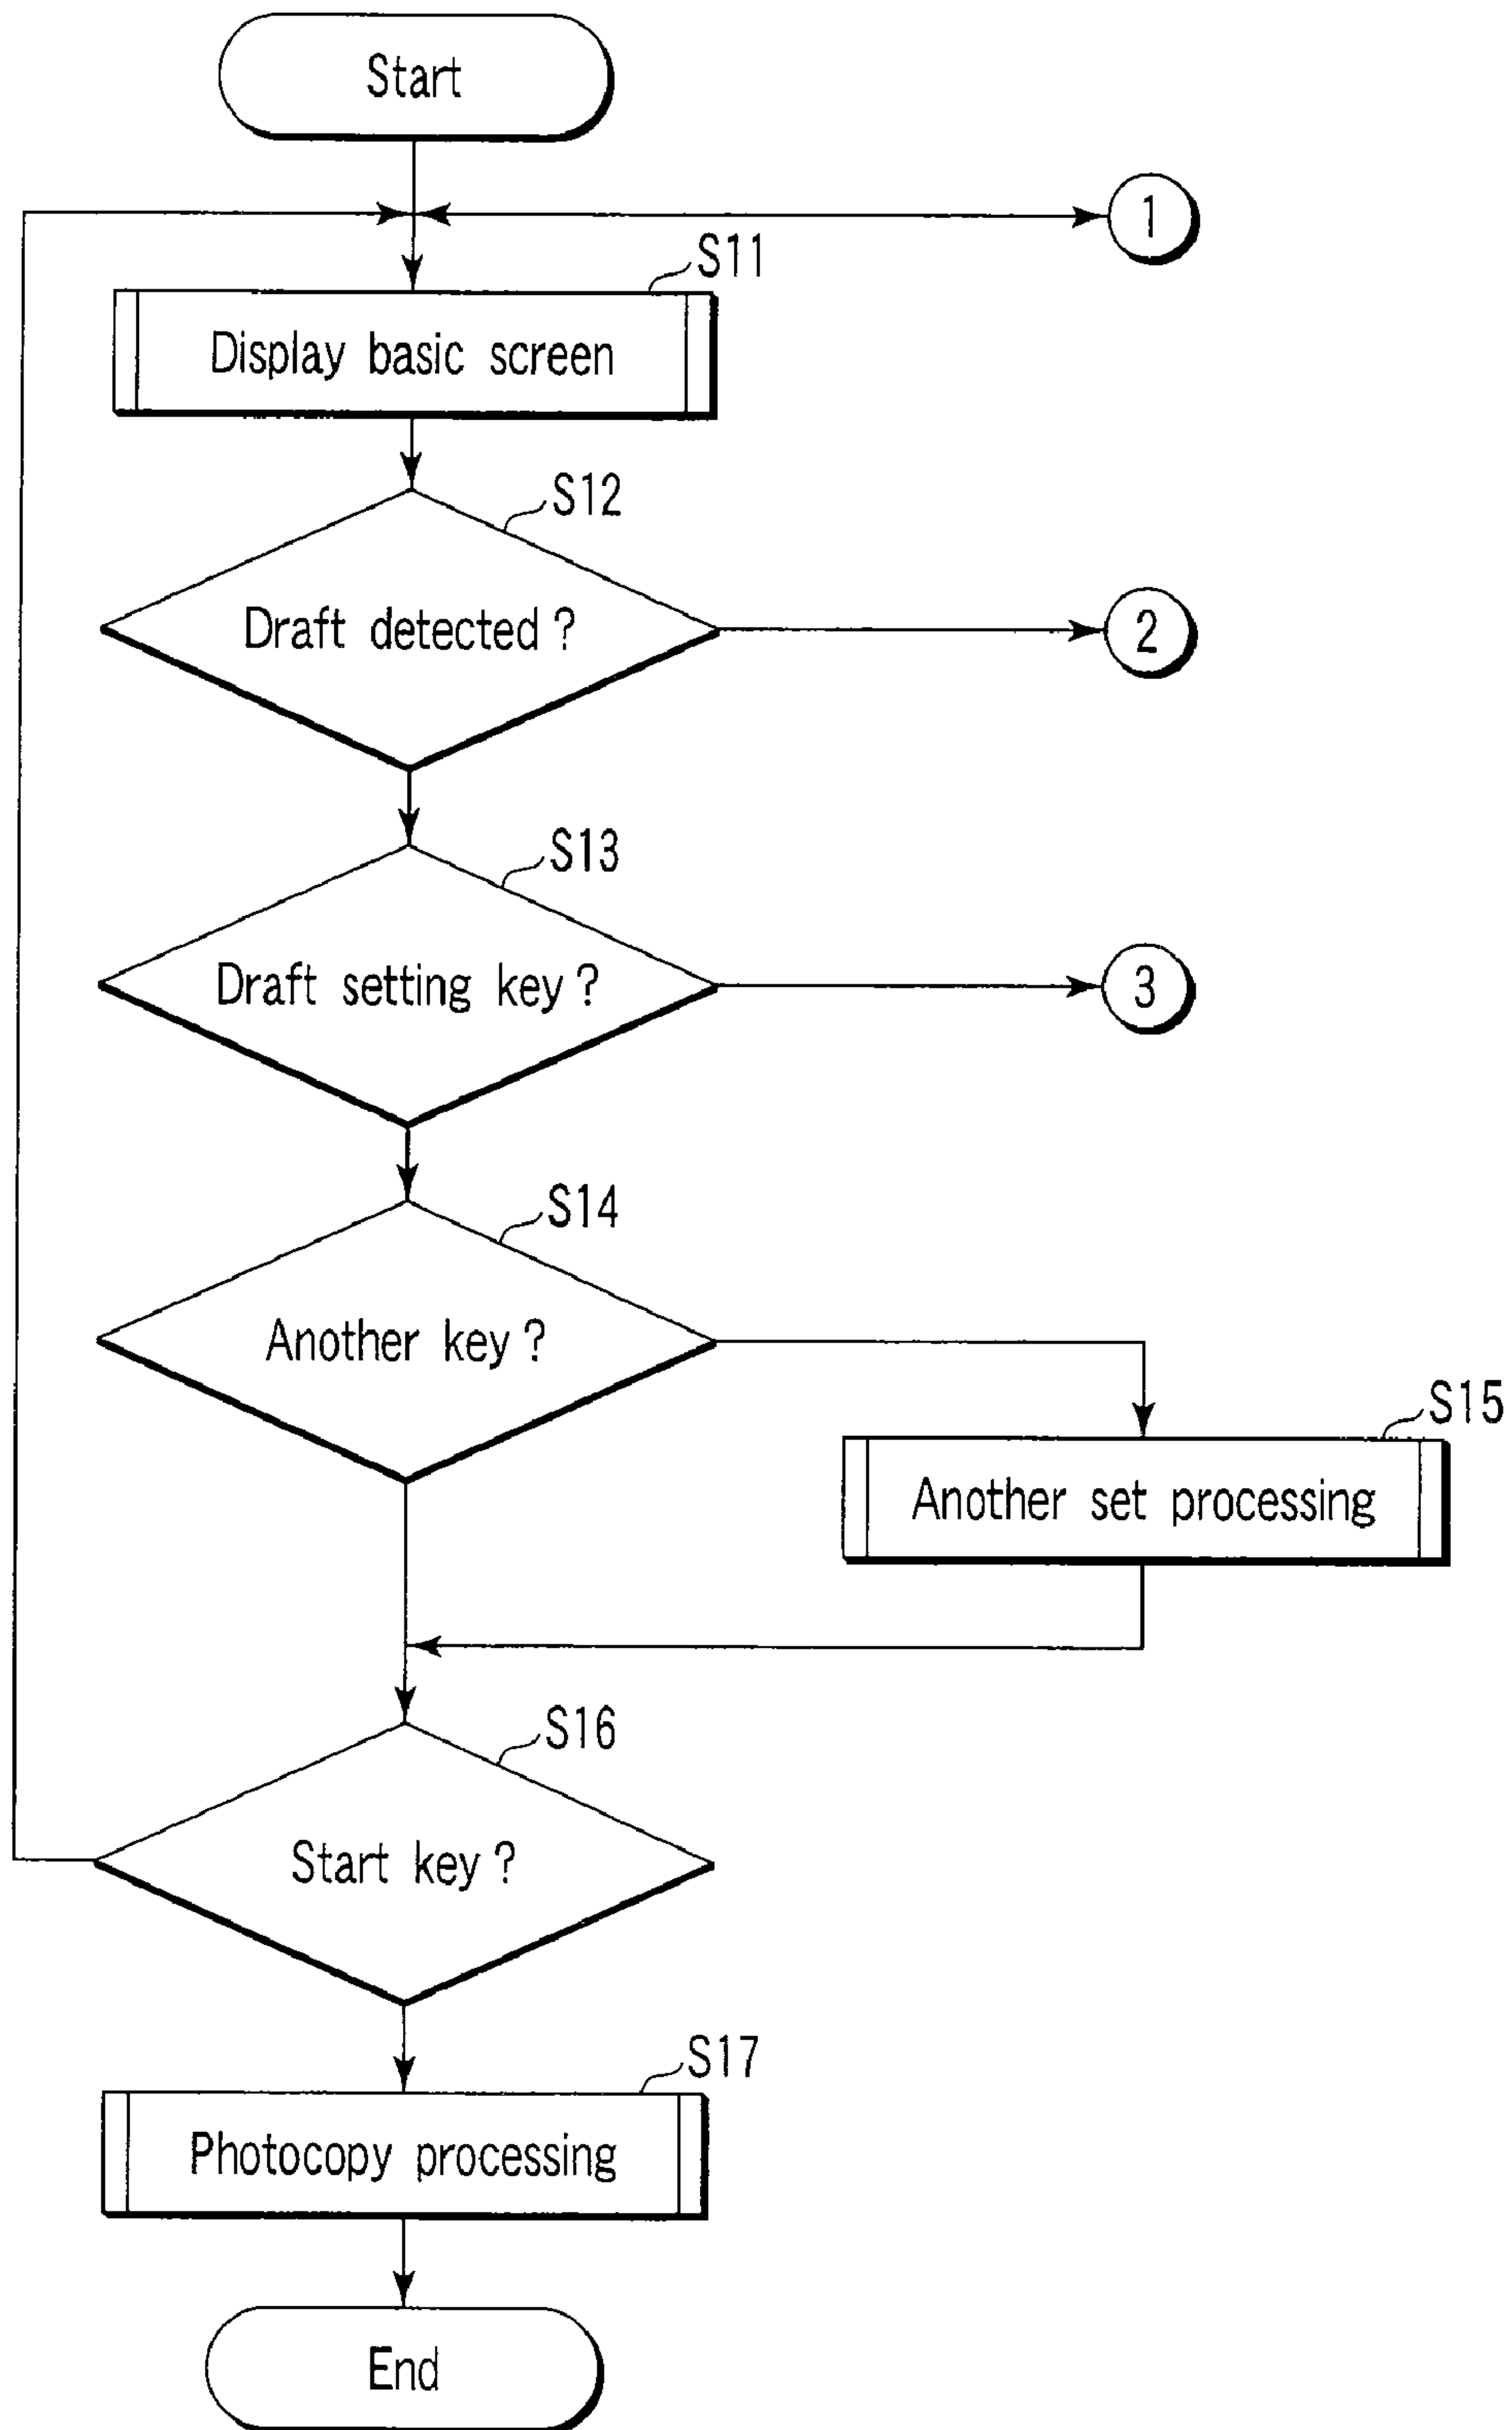 Start
1
S11
Display basic screen
S12
Draft detected ?
2
S13
Draft setting key ?
3
S14
Another key ?
S15
Another set processing
S16
Start key ?
S17
Photocopy processing
End